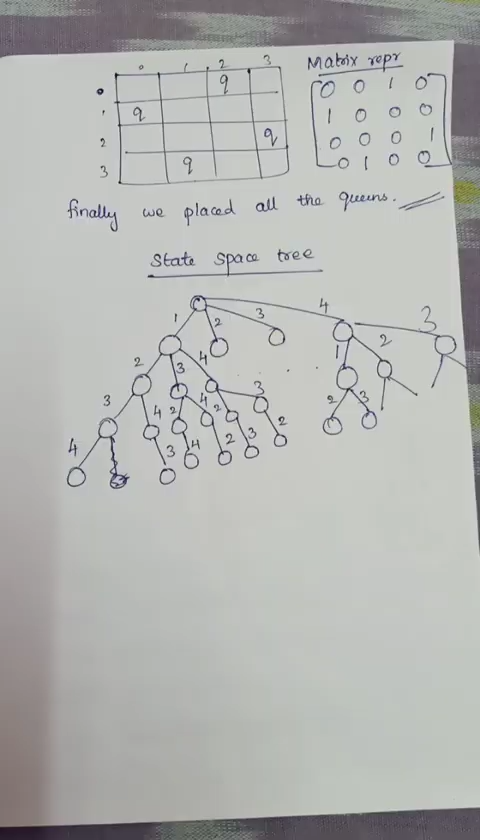 0 1 2 3 Matrix repr
0 q 0 0 1 0
1 q 1 0 0 0
2 q 0 0 0 1
3 q 0 1 0 0
finally we placed all the queens.
State space tree
1 2 3 4 3
2 3 4 1 2
3 4 2 4 2 3 2 3
4 3 4 2 3 2